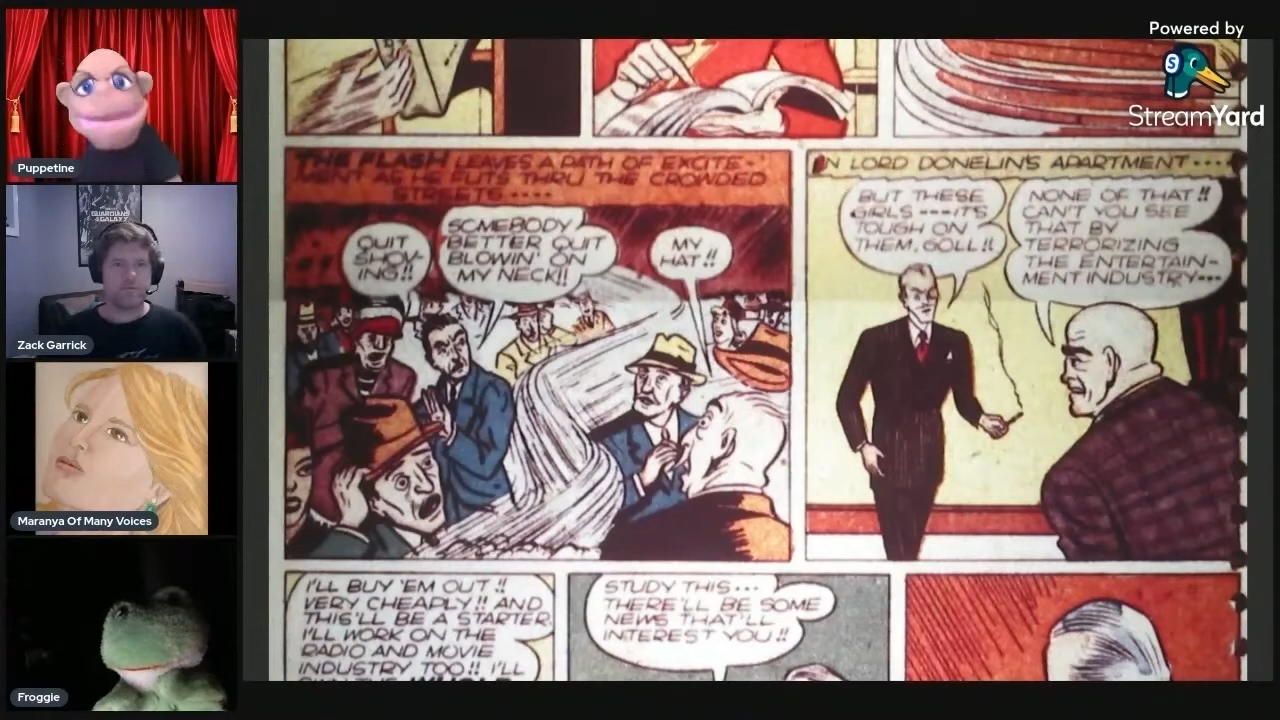 Powered by
StreamYard
Puppetine
GUARDIANS
GALAXY
Zack Garrick
Maranya Of Many Voices
Froggie
THE FLASH LEAVES A PATH OF EXCITE-
MENT AS HE CUTS THRU THE CROWDED
STREETS----
QUIT
SHOV-
ING!!
SOMEBODY
BETTER QUIT
BLOWIN' ON
MY NECK!!
MY
HAT!!
IN LORD DONELIN'S APARTMENT----
BUT THESE
GIRLS ---IT'S
TOUGH ON
THEM, GOLL!!
NONE OF THAT!!
CAN'T YOU SEE
THAT BY
TERRORIZING
THE ENTERTAIN-
MENT INDUSTRY---
I'LL BUY 'EM OUT!!
VERY CHEAPLY!! AND
THIS'LL BE A STARTER
I'LL WORK ON THE
RADIO AND MOVIE
INDUSTRY TOO!! I'LL
STUDY THIS---
THERE'LL BE SOME
NEWS THAT'LL
INTEREST YOU!!